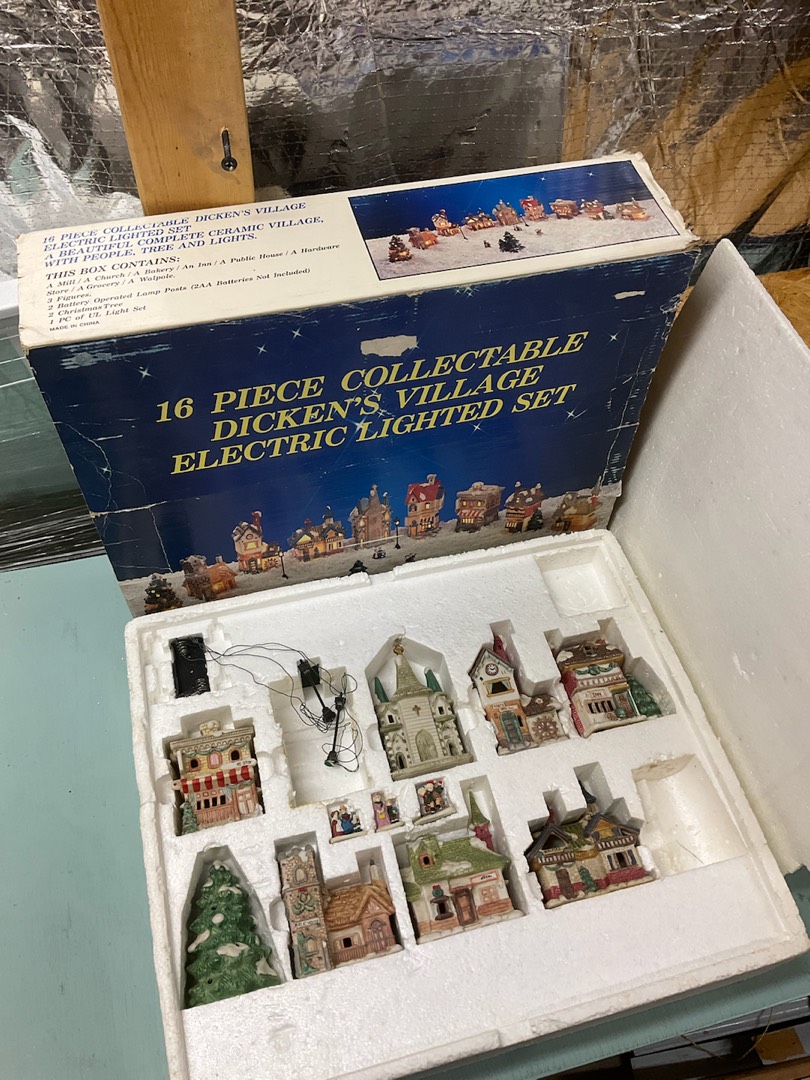 16 PIECE COLLECTABLE DICKEN'S VILLAGE
ELECTRIC LIGHTED SET
A BEAUTIFUL COMPLETE CERAMIC VILLAGE,
WITH PEOPLE, TREE AND LIGHTS.
THIS BOX CONTAINS:
A Mill / A Church / A Bakery / An Inn / A Public House / A Hardware
Store / A Grocery / A Walpole.
3 Figures.
2 Battery Operated Lamp Posts (2AA Batteries Not Included)
2 Christmas Tree
1 PC of UL Light Set
MADE IN CHINA
16 PIECE COLLECTABLE
DICKEN'S VILLAGE
ELECTRIC LIGHTED SET